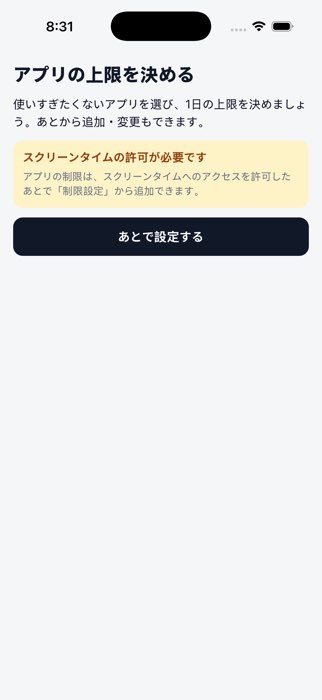 8:31
アプリの上限を決める
使いすぎたくないアプリを選び、1日の上限を決めましょ
う。あとから追加・変更もできます。
スクリーンタイムの許可が必要です
アプリの制限は、スクリーンタイムへのアクセスを許可した
あとで「制限設定」から追加できます。
あとで設定する